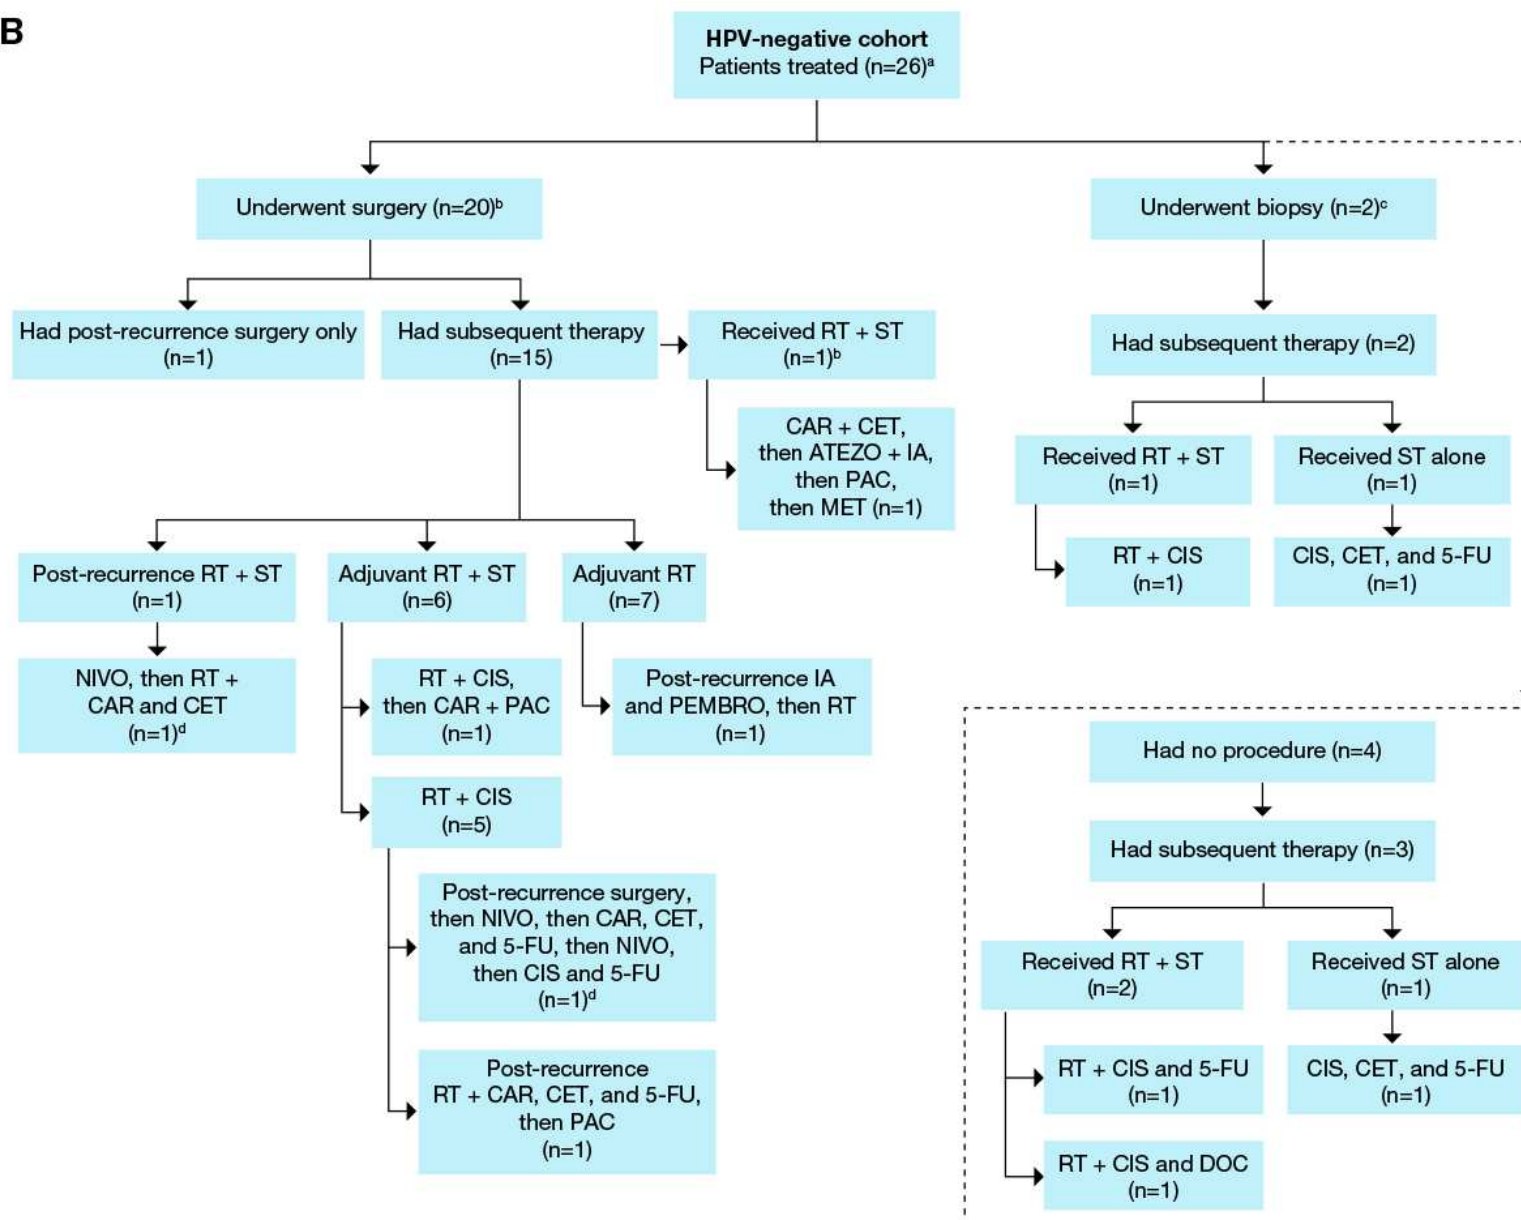 B
HPV-negative cohort
Patients treated (n=26)ᵃ
Underwent surgery (n=20)ᵇ
Underwent biopsy (n=2)ᶜ
Had post-recurrence surgery only
(n=1)
Had subsequent therapy
(n=15)
Received RT + ST
(n=1)ᵇ
CAR + CET,
then ATEZO + IA,
then PAC,
then MET (n=1)
Had subsequent therapy (n=2)
Received RT + ST
(n=1)
Received ST alone
(n=1)
RT + CIS
(n=1)
CIS, CET, and 5-FU
(n=1)
Post-recurrence RT + ST
(n=1)
Adjuvant RT + ST
(n=6)
Adjuvant RT
(n=7)
NIVO, then RT +
CAR and CET
(n=1)ᵈ
RT + CIS,
then CAR + PAC
(n=1)
Post-recurrence IA
and PEMBRO, then RT
(n=1)
RT + CIS
(n=5)
Post-recurrence surgery,
then NIVO, then CAR, CET,
and 5-FU, then NIVO,
then CIS and 5-FU
(n=1)ᵈ
Post-recurrence
RT + CAR, CET, and 5-FU,
then PAC
(n=1)
Had no procedure (n=4)
Had subsequent therapy (n=3)
Received RT + ST
(n=2)
Received ST alone
(n=1)
RT + CIS and 5-FU
(n=1)
CIS, CET, and 5-FU
(n=1)
RT + CIS and DOC
(n=1)